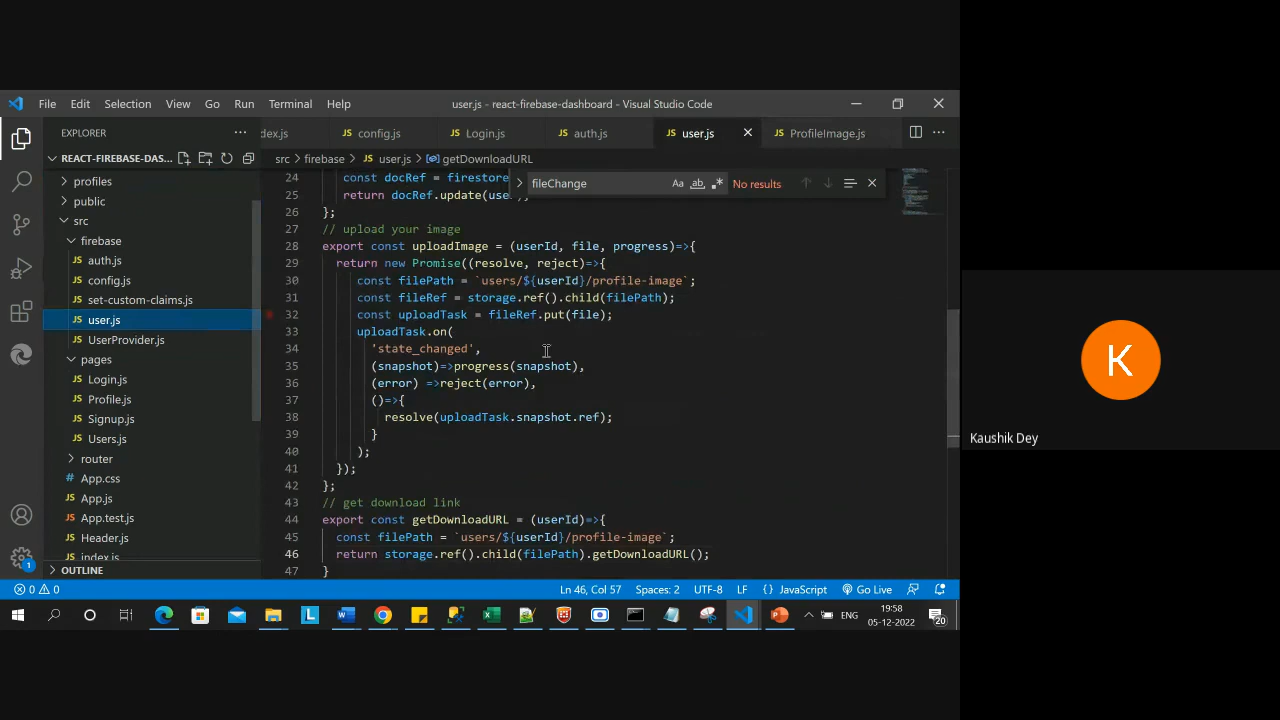 File Edit Selection View Go Run Terminal Help
user.js - react-firebase-dashboard - Visual Studio Code
EXPLORER
dex.js config.js Login.js auth.js user.js ProfileImage.js
REACT-FIREBASE-DAS...
src > firebase > user.js > getDownloadURL
fileChange Aa ab No results
profiles
public
src
firebase
auth.js
config.js
set-custom-claims.js
user.js
UserProvider.js
pages
Login.js
Profile.js
Signup.js
Users.js
router
App.css
App.js
App.test.js
Header.js
index.js
OUTLINE
24 const docRef = firestore
25 return docRef.update(use
26 };
27 // upload your image
28 export const uploadImage = (userId, file, progress)=>{
29 return new Promise((resolve, reject)=>{
30 const filePath = `users/${userId}/profile-image`;
31 const fileRef = storage.ref().child(filePath);
32 const uploadTask = fileRef.put(file);
33 uploadTask.on(
34 'state_changed',
35 (snapshot)=>progress(snapshot),
36 (error) =>reject(error),
37 ()=>{
38 resolve(uploadTask.snapshot.ref);
39 }
40 );
41 });
42 };
43 // get download link
44 export const getDownloadURL = (userId)=>{
45 const filePath = `users/${userId}/profile-image`;
46 return storage.ref().child(filePath).getDownloadURL();
47 }
0 0 Ln 46, Col 57 Spaces: 2 UTF-8 LF {} JavaScript Go Live
ENG 19:58
05-12-2022
20
K
Kaushik Dey